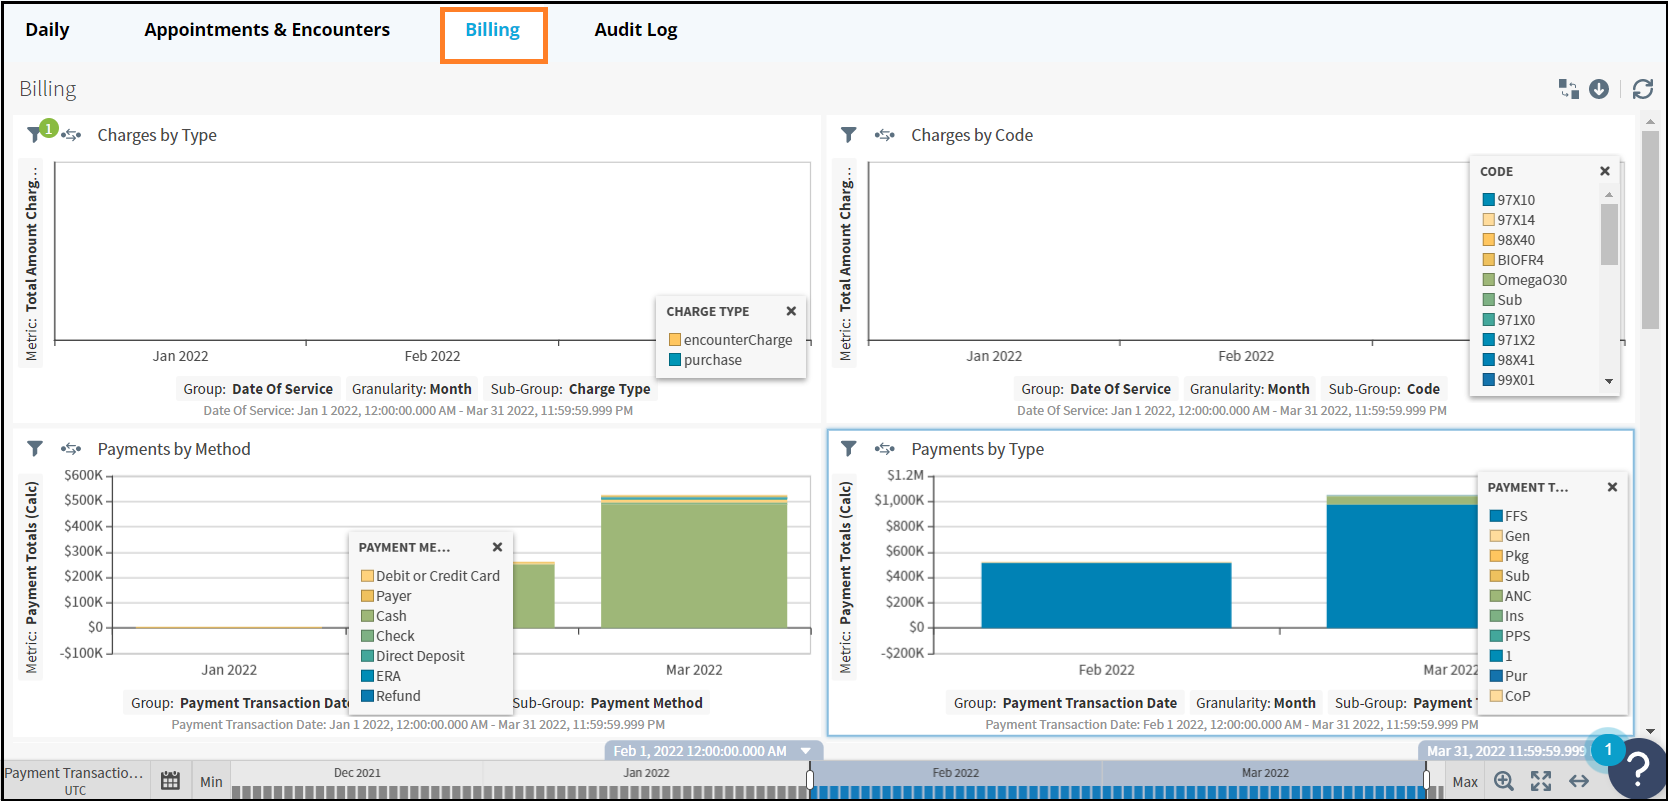 Daily Appointments & Encounters Billing Audit Log
Billing
1 Charges by Type
Metric: Total Amount Charg...
CHARGE TYPE
encounterCharge
purchase
Jan 2022 Feb 2022
Group: Date Of Service Granularity: Month Sub-Group: Charge Type
Date Of Service: Jan 1 2022, 12:00:00.000 AM - Mar 31 2022, 11:59:59.999 PM
Charges by Code
Metric: Total Amount Charg...
CODE
97X10
97X14
98X40
BIOFR4
OmegaO30
Sub
971X0
971X2
98X41
99X01
Jan 2022 Feb 2022
Group: Date Of Service Granularity: Month Sub-Group: Code
Date Of Service: Jan 1 2022, 12:00:00.000 AM - Mar 31 2022, 11:59:59.999 PM
Payments by Method
Metric: Payment Totals (Calc)
$600K
$500K
$400K
$300K
$200K
$100K
$0
-$100K
PAYMENT ME...
Debit or Credit Card
Payer
Cash
Check
Direct Deposit
ERA
Refund
Jan 2022 Mar 2022
Group: Payment Transaction Date Sub-Group: Payment Method
Payment Transaction Date: Jan 1 2022, 12:00:00.000 AM - Mar 31 2022, 11:59:59.999 PM
Payments by Type
Metric: Payment Totals (Calc)
$1.2M
$1,000K
$800K
$600K
$400K
$200K
$0
-$200K
PAYMENT T...
FFS
Gen
Pkg
Sub
ANC
Ins
PPS
1
Pur
CoP
Feb 2022 Mar 2022
Group: Payment Transaction Date Granularity: Month Sub-Group: Payment T
Payment Transaction Date: Feb 1 2022, 12:00:00.000 AM - Mar 31 2022, 11:59:59.999 PM
Feb 1, 2022 12:00:00.000 AM Mar 31, 2022 11:59:59.999
1
?
Payment Transactio...
UTC
Min Dec 2021 Jan 2022 Feb 2022 Mar 2022 Max